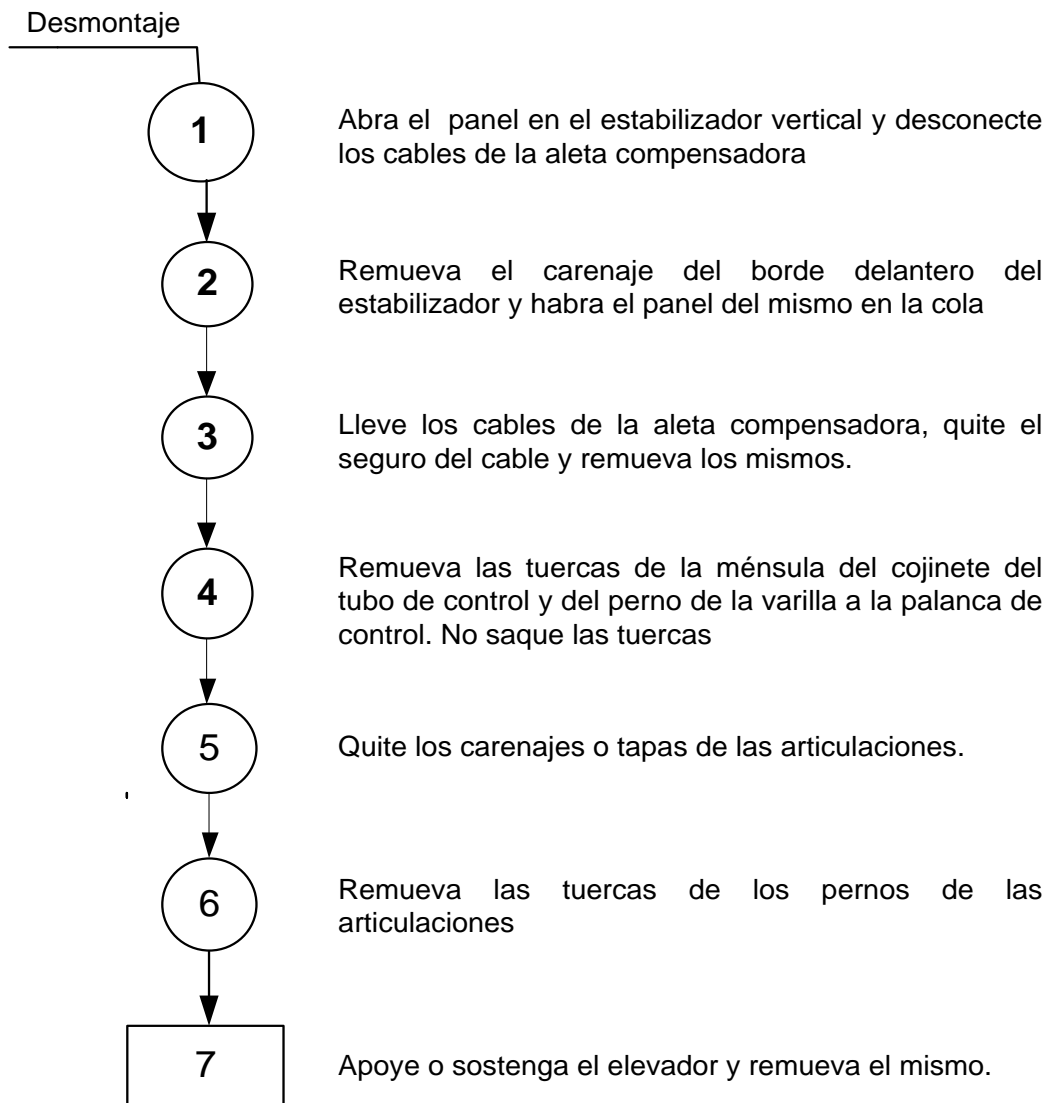 Desmontaje
1
Abra el panel en el estabilizador vertical y desconecte
los cables de la aleta compensadora
2
Remueva el carenaje del borde delantero del
estabilizador y habra el panel del mismo en la cola
3
Lleve los cables de la aleta compensadora, quite el
seguro del cable y remueva los mismos.
4
Remueva las tuercas de la ménsula del cojinete del
tubo de control y del perno de la varilla a la palanca de
control. No saque las tuercas
5
Quite los carenajes o tapas de las articulaciones.
6
Remueva las tuercas de los pernos de las
articulaciones
7
Apoye o sostenga el elevador y remueva el mismo.